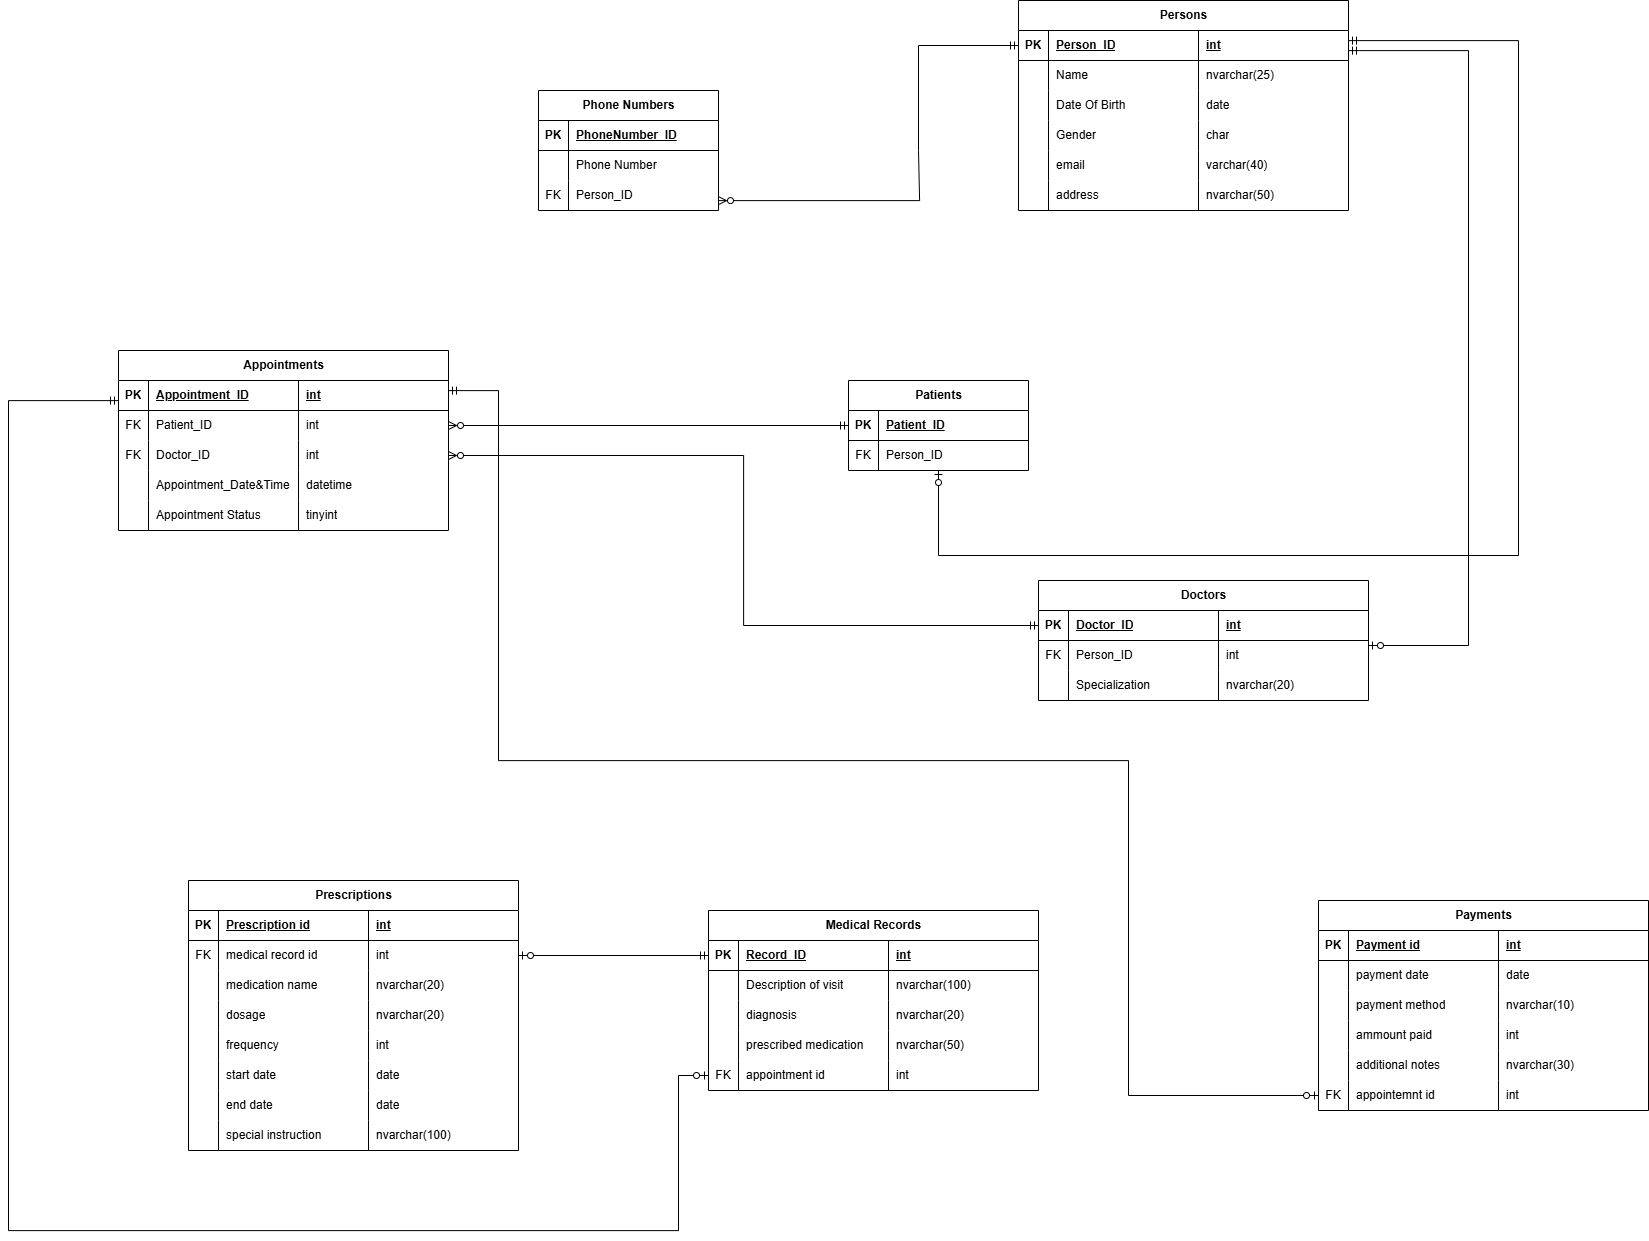 Persons
PK Person_ID int
Name nvarchar(25)
Date Of Birth date
Gender char
email varchar(40)
address nvarchar(50)
Phone Numbers
PK PhoneNumber_ID
Phone Number
FK Person_ID
Appointments
PK Appointment_ID int
FK Patient_ID int
FK Doctor_ID int
Appointment_Date&Time datetime
Appointment Status tinyint
Patients
PK Patient_ID
FK Person_ID
Doctors
PK Doctor_ID int
FK Person_ID int
Specialization nvarchar(20)
Prescriptions
PK Prescription id int
FK medical record id int
medication name nvarchar(20)
dosage nvarchar(20)
frequency int
start date date
end date date
special instruction nvarchar(100)
Medical Records
PK Record_ID int
Description of visit nvarchar(100)
diagnosis nvarchar(20)
prescribed medication nvarchar(50)
FK appointment id int
Payments
PK Payment id int
payment date date
payment method nvarchar(10)
ammount paid int
additional notes nvarchar(30)
FK appointemnt id int